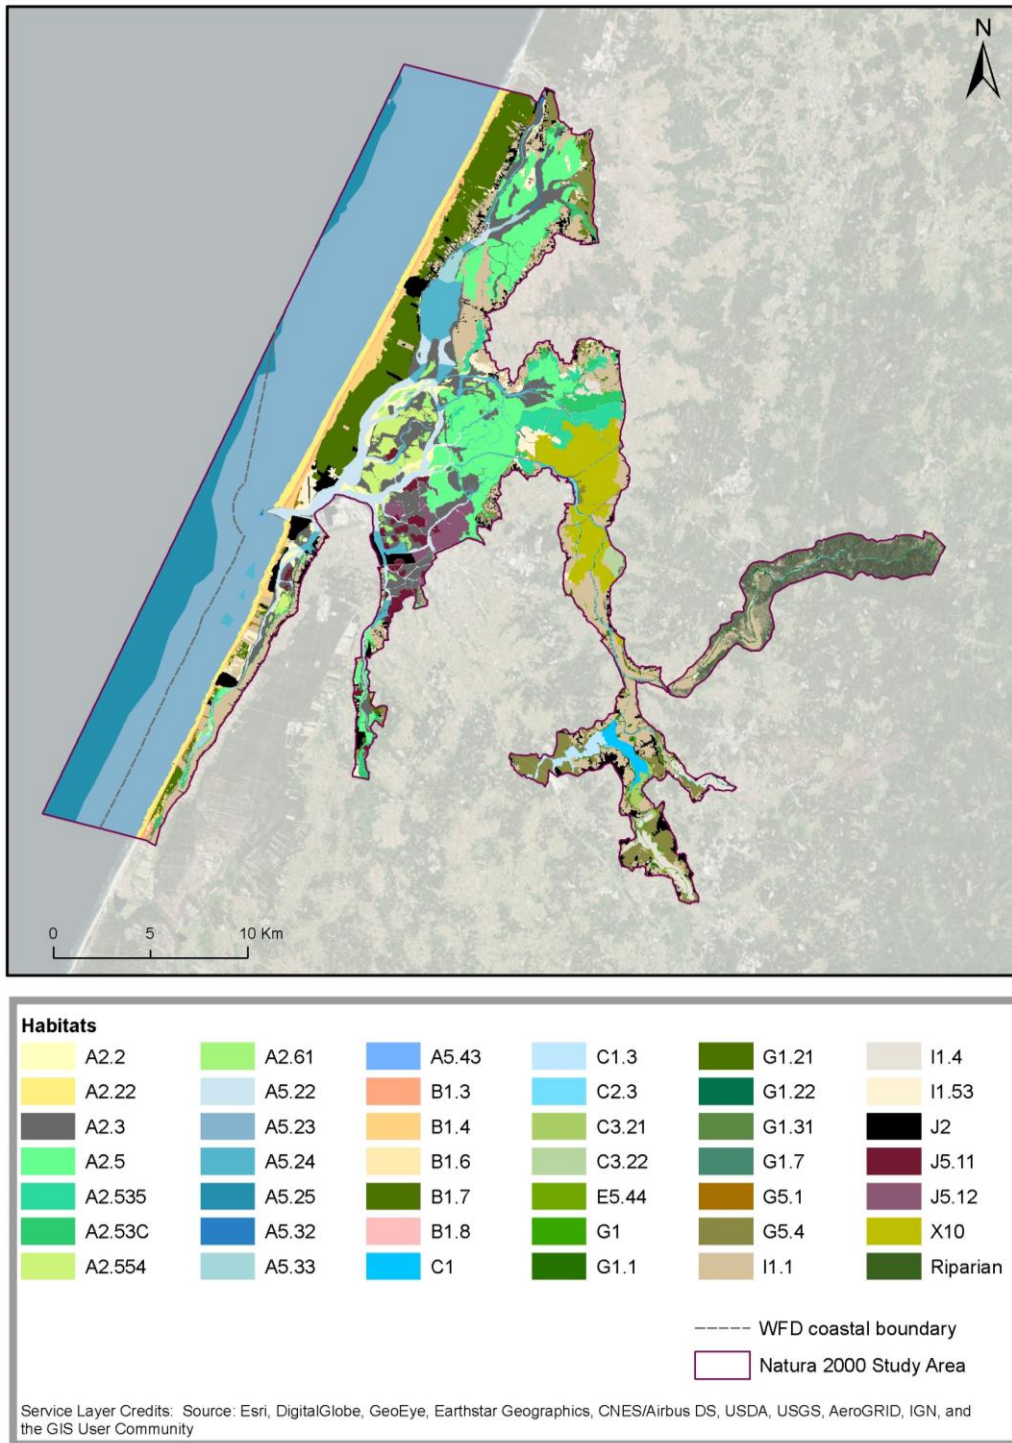 N
0 5 10 Km
Habitats
A2.2 A2.61 A5.43 C1.3 G1.21 I1.4
A2.22 A5.22 B1.3 C2.3 G1.22 I1.53
A2.3 A5.23 B1.4 C3.21 G1.31 J2
A2.5 A5.24 B1.6 C3.22 G1.7 J5.11
A2.535 A5.25 B1.7 E5.44 G5.1 J5.12
A2.53C A5.32 B1.8 G1 G5.4 X10
A2.554 A5.33 C1 G1.1 I1.1 Riparian
WFD coastal boundary
Natura 2000 Study Area
Service Layer Credits: Source: Esri, DigitalGlobe, GeoEye, Earthstar Geographics, CNES/Airbus DS, USDA, USGS, AeroGRID, IGN, and
the GIS User Community